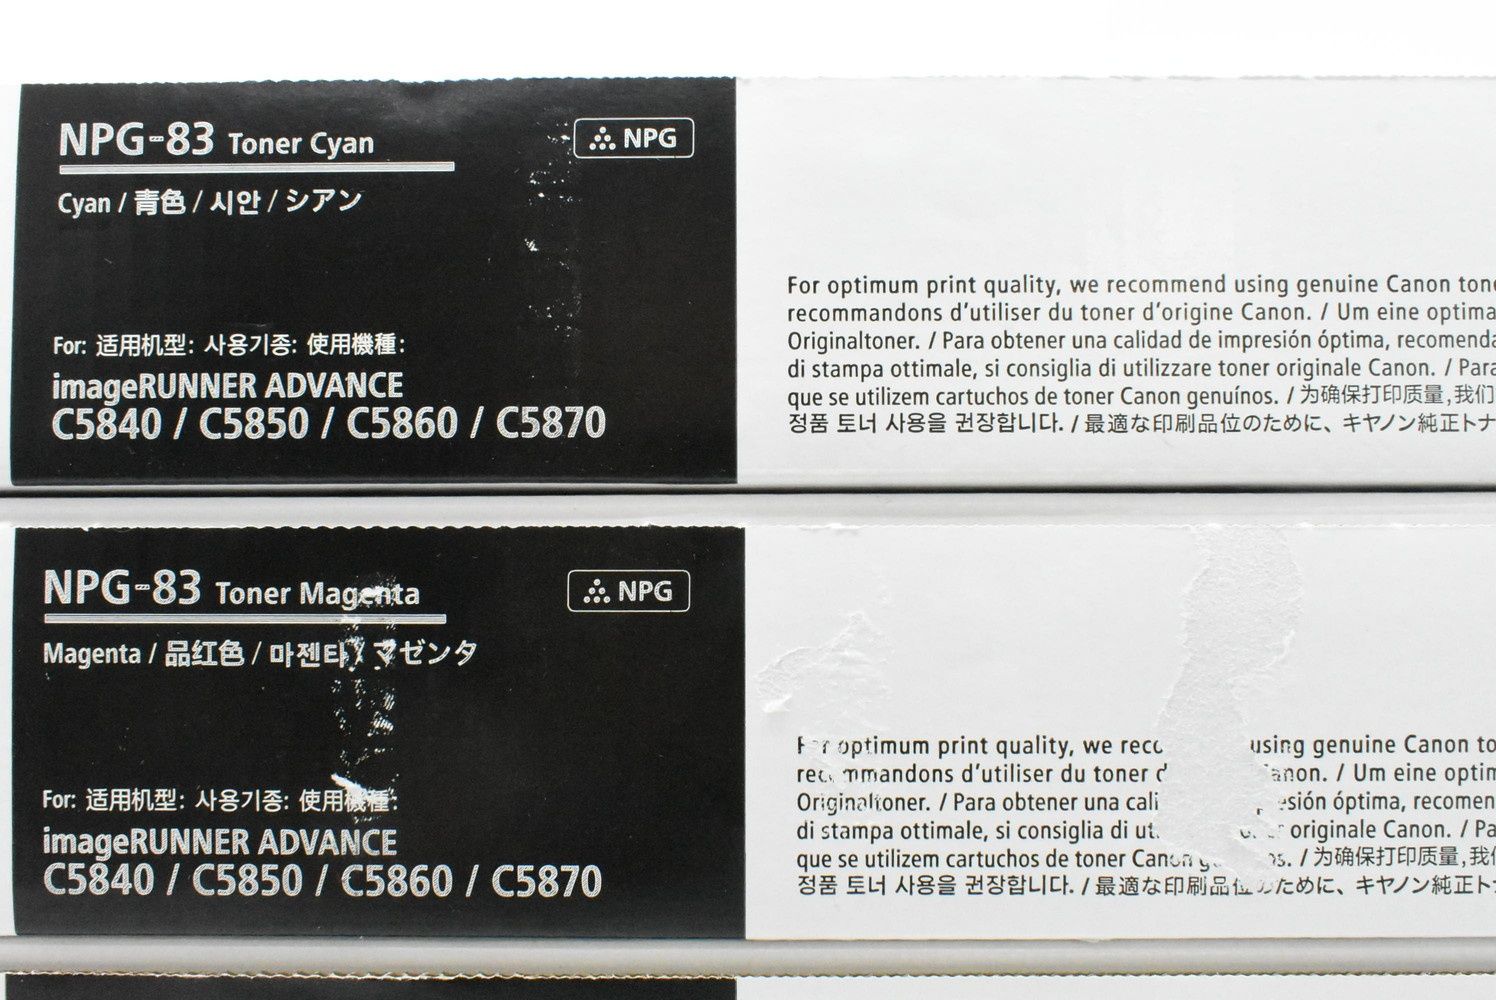 NPG-83 Toner Cyan
NPG
Cyan / 青色 / 시안 / シアン
For: 适用机型: 사용기종: 使用機種:
imageRUNNER ADVANCE
C5840 / C5850 / C5860 / C5870
For optimum print quality, we recommend using genuine Canon
recommandons d'utiliser du toner d'origine Canon. / Um eine
Originaltoner. / Para obtener una calidad de impresión óptima,
di stampa ottimale, si consiglia di utilizzare toner originale Canon. /
que se utilizem cartuchos de toner Canon genuínos. / 为确保打印质量,我们
정품 토너 사용을 권장합니다. / 最適な印刷品位のために、キヤノン純正トナ
NPG-83 Toner Magenta
NPG
Magenta / 品红色 / 마젠타 / マゼンタ
For: 适用机型: 사용기종: 使用機種:
imageRUNNER ADVANCE
C5840 / C5850 / C5860 / C5870
For optimum print quality, we using genuine Canon
recommandons d'utiliser du toner / Um eine
Originaltoner. / Para obtener una óptima,
di stampa ottimale, si consiglia di originale Canon. /
que se utilizem cartuchos de toner Canon / 为确保打印质量,我们
정품 토너 사용을 권장합니다. / 最適な印刷品位のために、キヤノン純正トナ